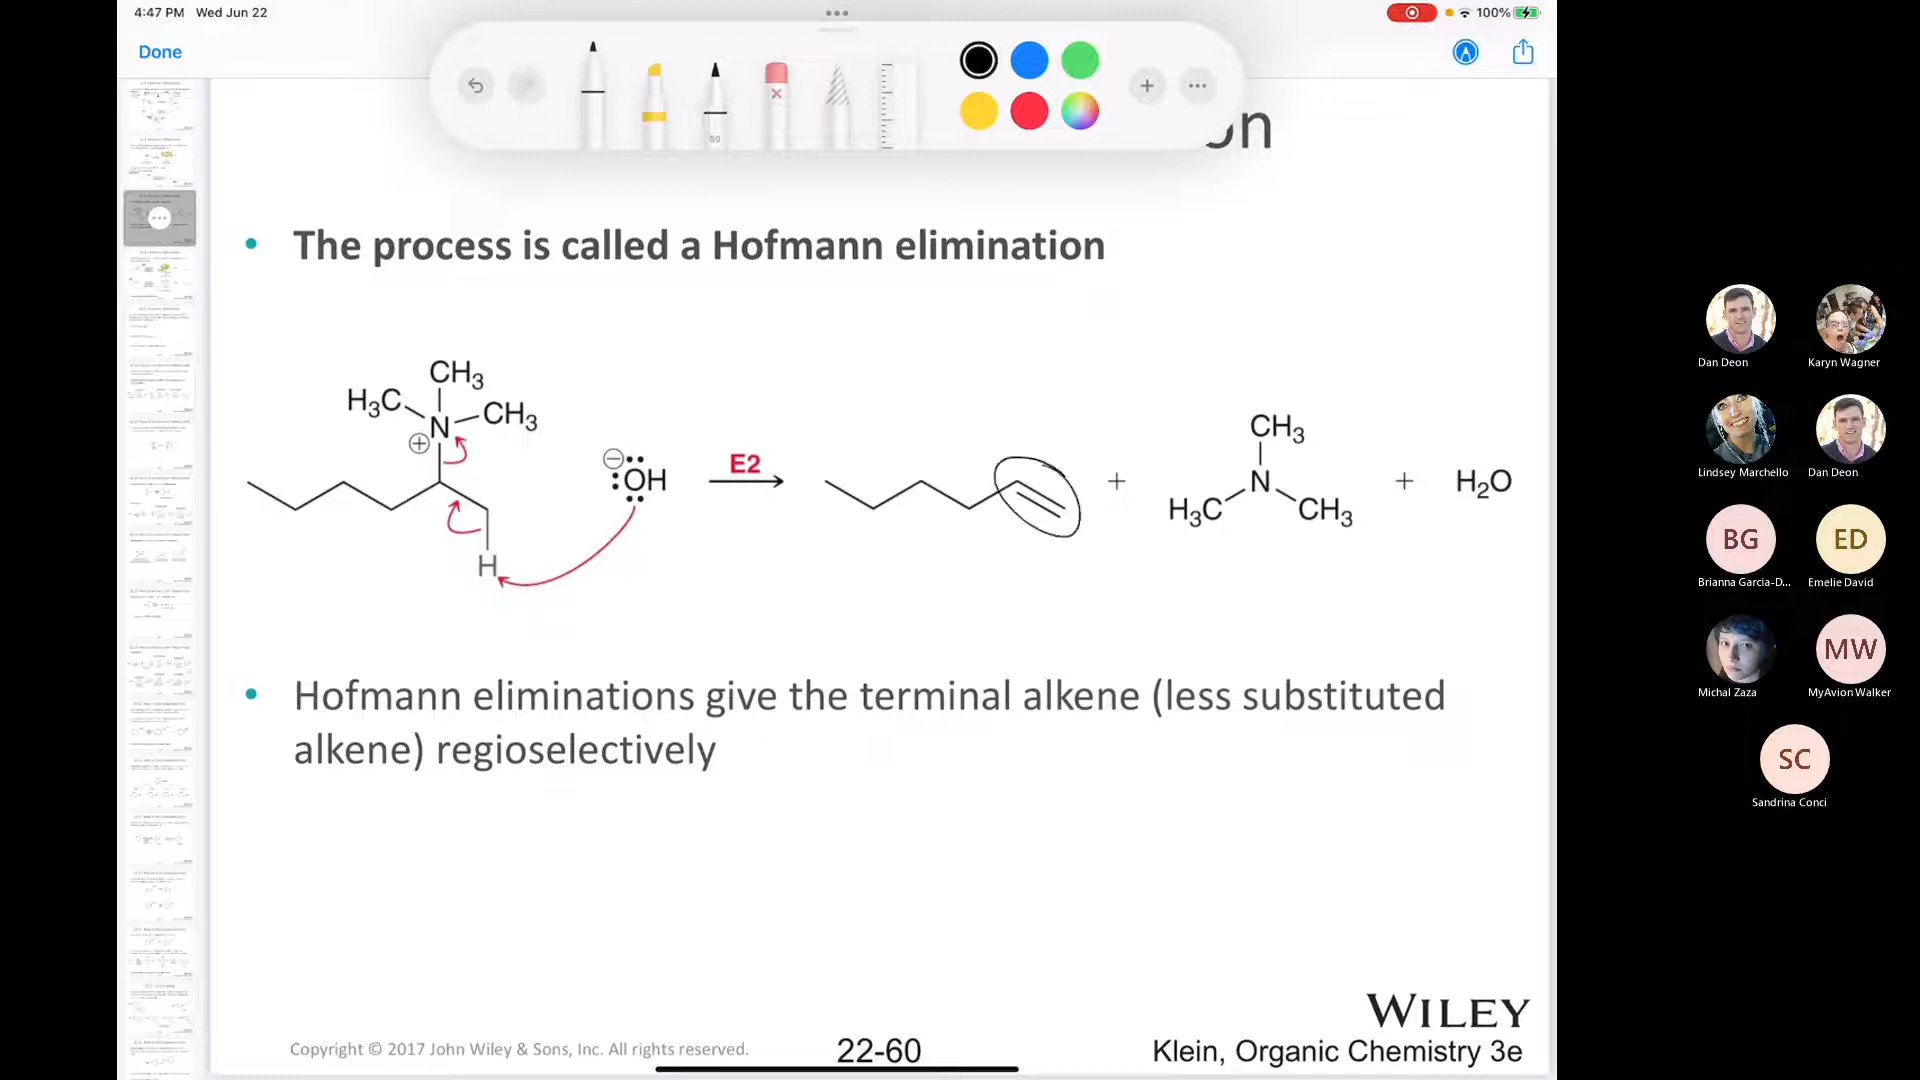 4:47 PM Wed Jun 22
100%
Done
50
on
• The process is called a Hofmann elimination
CH₃
H₃C
N
CH₃
⊕
⊖
:OH
E2
H
+
CH₃
N
H₃C
CH₃
+
H₂O
• Hofmann eliminations give the terminal alkene (less substituted
alkene) regioselectively
WILEY
Copyright © 2017 John Wiley & Sons, Inc. All rights reserved.
22-60
Klein, Organic Chemistry 3e
Dan Deon
Karyn Wagner
Lindsey Marchello
Dan Deon
BG
Brianna Garcia-D...
ED
Emelie David
Michal Zaza
MW
MyAvion Walker
SC
Sandrina Conci